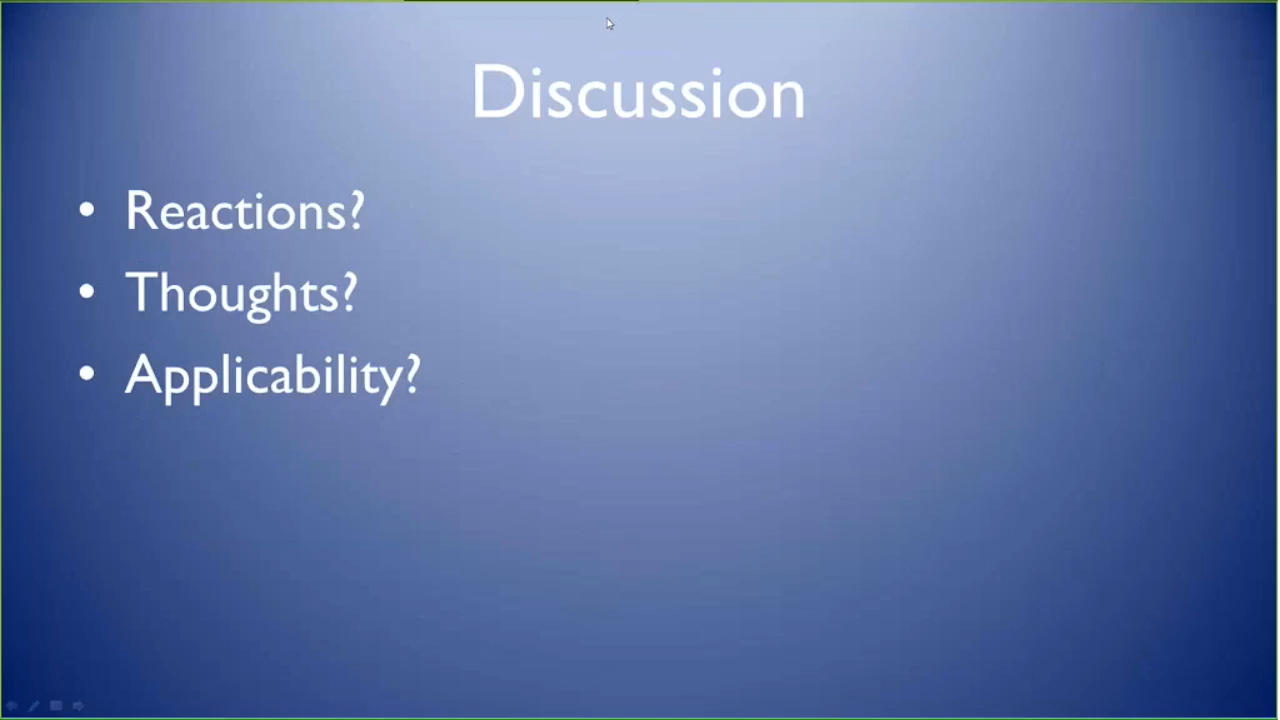 Discussion
• Reactions?
• Thoughts?
• Applicability?